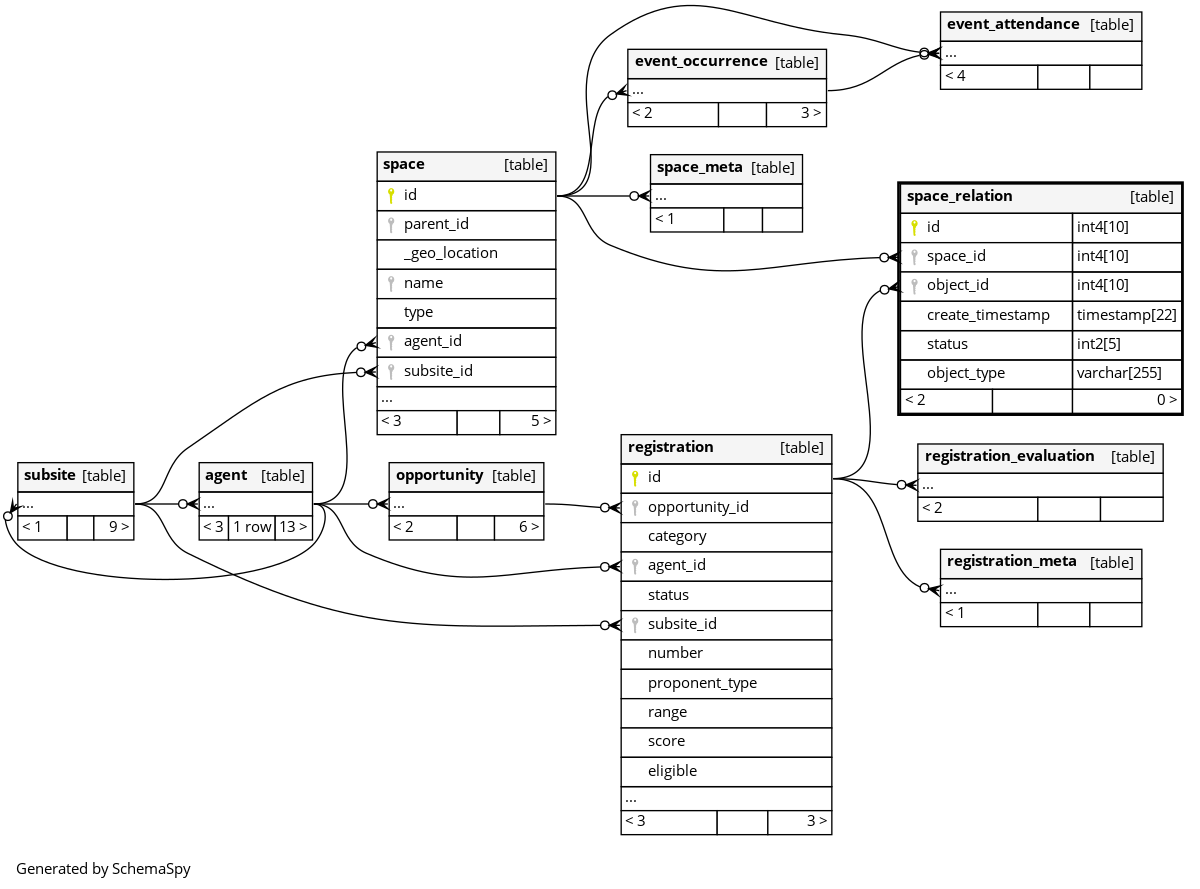 event_attendance [table]
...
< 4
event_occurrence [table]
...
< 2 3 >
space [table]
id
parent_id
_geo_location
name
type
agent_id
subsite_id
...
< 3 5 >
space_meta [table]
...
< 1
space_relation [table]
id int4[10]
space_id int4[10]
object_id int4[10]
create_timestamp timestamp[22]
status int2[5]
object_type varchar[255]
< 2 0 >
subsite [table]
...
< 1 9 >
agent [table]
...
< 3 1 row 13 >
opportunity [table]
...
< 2 6 >
registration [table]
id
opportunity_id
category
agent_id
status
subsite_id
number
proponent_type
range
score
eligible
...
< 3 3 >
registration_evaluation [table]
...
< 2
registration_meta [table]
...
< 1
Generated by SchemaSpy